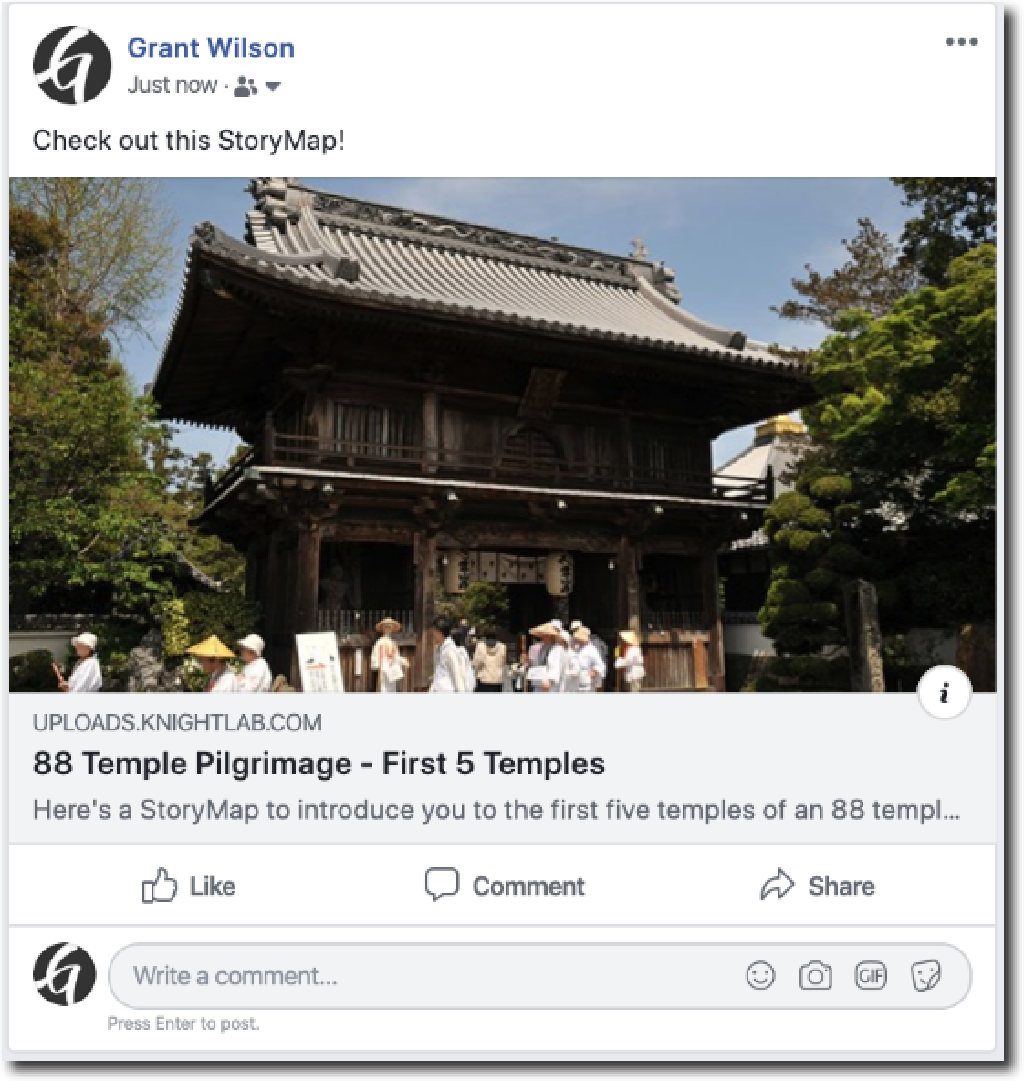 Grant Wilson
Just now ·
Check out this StoryMap!
UPLOADS.KNIGHTLAB.COM
88 Temple Pilgrimage - First 5 Temples
Here's a StoryMap to introduce you to the first five temples of an 88 templ...
Like Comment Share
Write a comment... GIF
Press Enter to post.